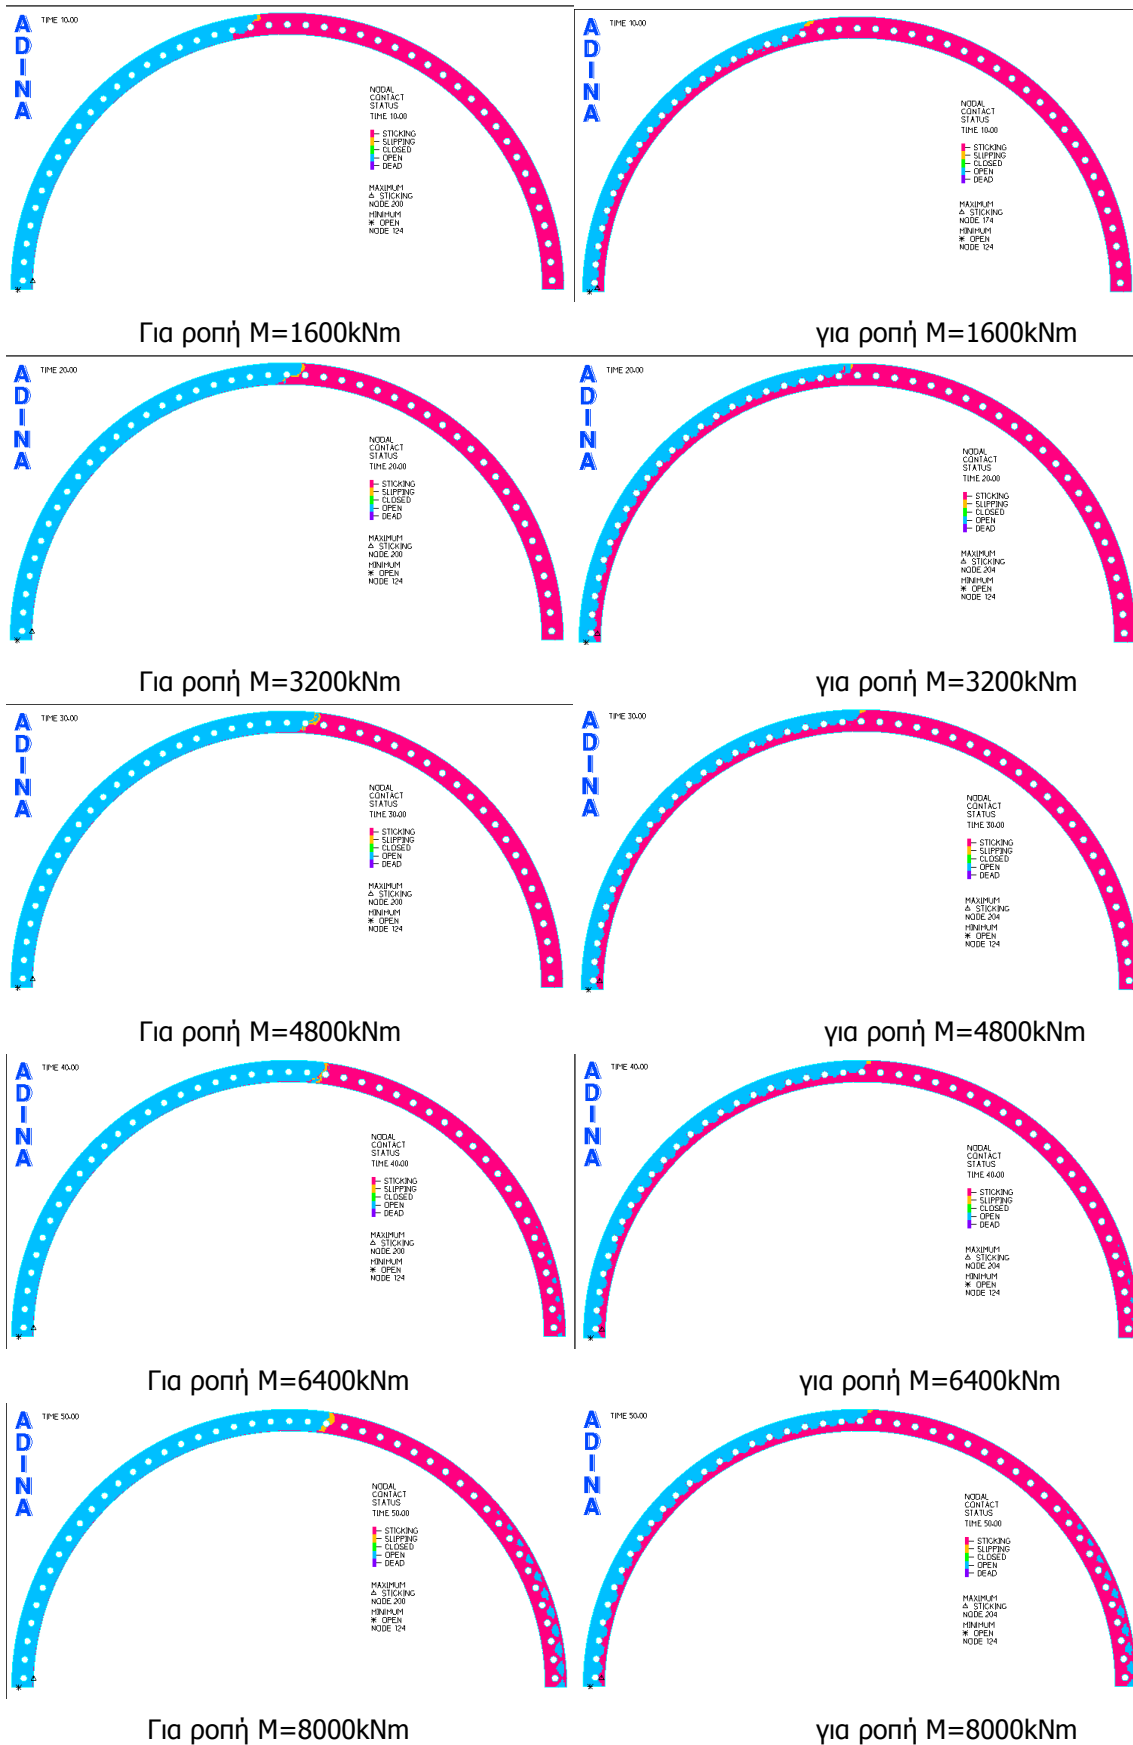 ADINA
TIME 10.00
NODAL
CONTACT
STATUS
TIME 10.00
STICKING
SLIPPING
CLOSED
OPEN
DEAD
MAXIMUM
△ STICKING
NODE 200
MINIMUM
* OPEN
NODE 124
ADINA
TIME 10.00
NODAL
CONTACT
STATUS
TIME 10.00
STICKING
SLIPPING
CLOSED
OPEN
DEAD
MAXIMUM
△ STICKING
NODE 174
MINIMUM
* OPEN
NODE 124
Για ροπή M=1600kNm
για ροπή M=1600kNm
ADINA
TIME 20.00
NODAL
CONTACT
STATUS
TIME 20.00
STICKING
SLIPPING
CLOSED
OPEN
DEAD
MAXIMUM
△ STICKING
NODE 200
MINIMUM
* OPEN
NODE 124
ADINA
TIME 20.00
NODAL
CONTACT
STATUS
TIME 20.00
STICKING
SLIPPING
CLOSED
OPEN
DEAD
MAXIMUM
△ STICKING
NODE 204
MINIMUM
* OPEN
NODE 124
Για ροπή M=3200kNm
για ροπή M=3200kNm
ADINA
TIME 30.00
NODAL
CONTACT
STATUS
TIME 30.00
STICKING
SLIPPING
CLOSED
OPEN
DEAD
MAXIMUM
△ STICKING
NODE 200
MINIMUM
* OPEN
NODE 124
ADINA
TIME 30.00
NODAL
CONTACT
STATUS
TIME 30.00
STICKING
SLIPPING
CLOSED
OPEN
DEAD
MAXIMUM
△ STICKING
NODE 204
MINIMUM
* OPEN
NODE 124
Για ροπή M=4800kNm
για ροπή M=4800kNm
ADINA
TIME 40.00
NODAL
CONTACT
STATUS
TIME 40.00
STICKING
SLIPPING
CLOSED
OPEN
DEAD
MAXIMUM
△ STICKING
NODE 200
MINIMUM
* OPEN
NODE 124
ADINA
TIME 40.00
NODAL
CONTACT
STATUS
TIME 40.00
STICKING
SLIPPING
CLOSED
OPEN
DEAD
MAXIMUM
△ STICKING
NODE 204
MINIMUM
* OPEN
NODE 124
Για ροπή M=6400kNm
για ροπή M=6400kNm
ADINA
TIME 50.00
NODAL
CONTACT
STATUS
TIME 50.00
STICKING
SLIPPING
CLOSED
OPEN
DEAD
MAXIMUM
△ STICKING
NODE 200
MINIMUM
* OPEN
NODE 124
ADINA
TIME 50.00
NODAL
CONTACT
STATUS
TIME 50.00
STICKING
SLIPPING
CLOSED
OPEN
DEAD
MAXIMUM
△ STICKING
NODE 204
MINIMUM
* OPEN
NODE 124
Για ροπή M=8000kNm
για ροπή M=8000kNm